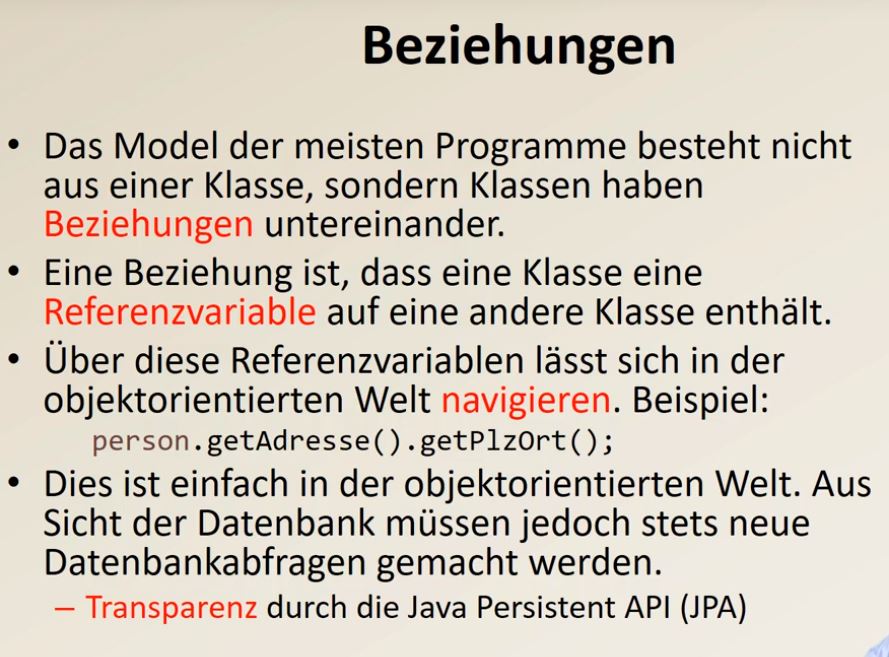 Beziehungen
• Das Model der meisten Programme besteht nicht
aus einer Klasse, sondern Klassen haben
Beziehungen untereinander.
• Eine Beziehung ist, dass eine Klasse eine
Referenzvariable auf eine andere Klasse enthält.
• Über diese Referenzvariablen lässt sich in der
objektorientierten Welt navigieren. Beispiel:
person.getAdresse().getPlzOrt();
• Dies ist einfach in der objektorientierten Welt. Aus
Sicht der Datenbank müssen jedoch stets neue
Datenbankabfragen gemacht werden.
– Transparenz durch die Java Persistent API (JPA)